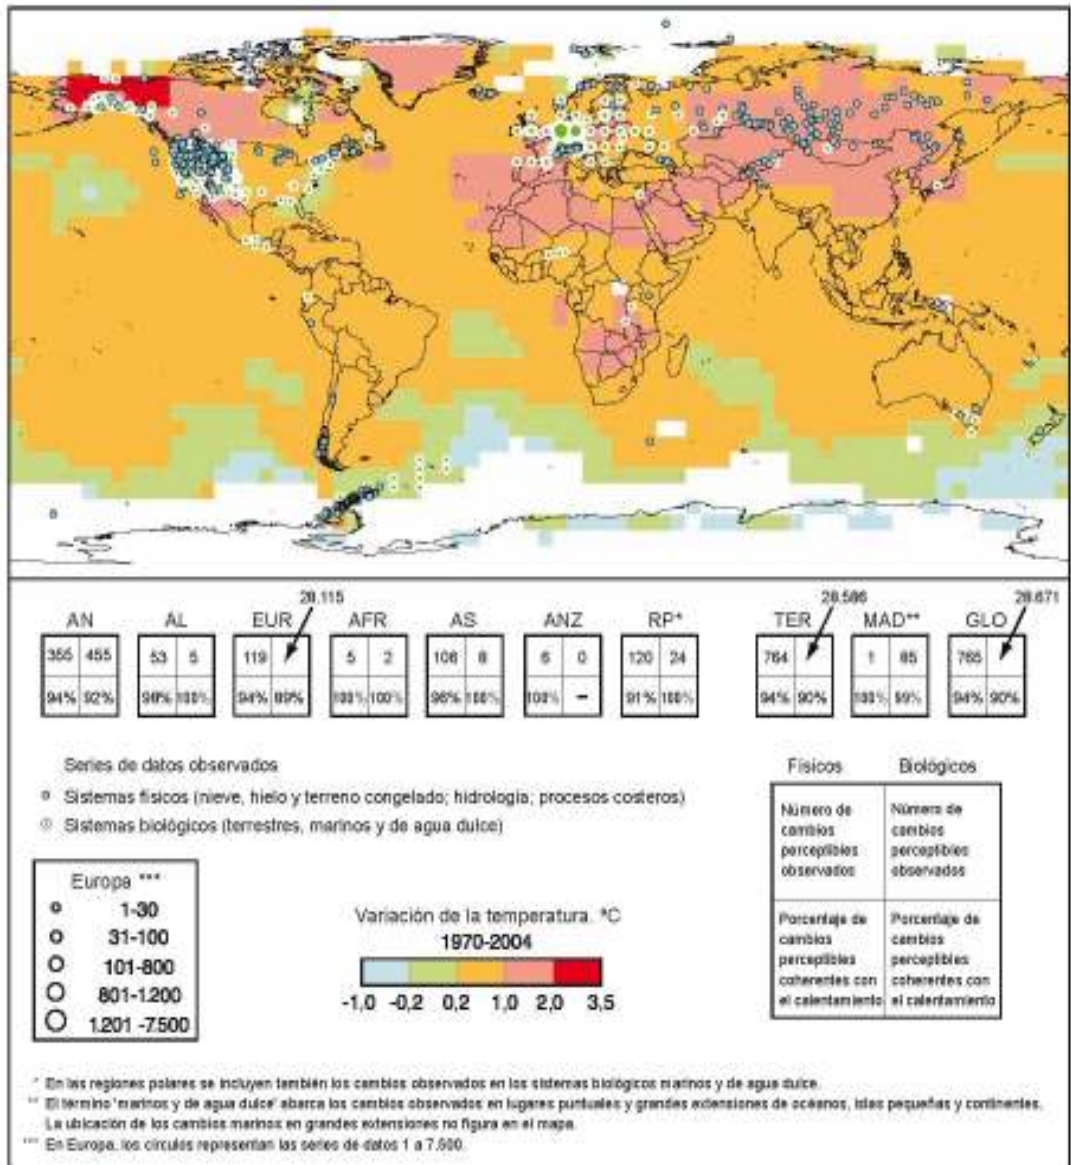 28.115 28.586 28.671
AN AL EUR AFR AS ANZ RP* TER MAD** GLO
355 455 53 5 119 5 2 106 8 6 0 120 24 764 1 85 765
94% 92% 98% 100% 94% 89% 100% 100% 96% 100% 100% – 91% 100% 94% 90% 100% 99% 94% 90%
Series de datos observados
Sistemas físicos (nieve, hielo y terreno congelado; hidrología; procesos costeros)
Sistemas biológicos (terrestres, marinos y de agua dulce)
Físicos Biológicos
Número de
cambios
perceptibles
observados
Número de
cambios
perceptibles
observados
Porcentaje de
cambios
perceptibles
coherentes con
el calentamiento
Porcentaje de
cambios
perceptibles
coherentes con
el calentamiento
Europa ***
1-30
31-100
101-800
801-1.200
1.201 -7.500
Variación de la temperatura. ºC
1970-2004
-1,0 -0,2 0,2 1,0 2,0 3,5
* En las regiones polares se incluyen también los cambios observados en los sistemas biológicos marinos y de agua dulce.
** El término 'marinos y de agua dulce' abarca los cambios observados en lugares puntuales y grandes extensiones de océanos, islas pequeñas y continentes.
La ubicación de los cambios marinos en grandes extensiones no figura en el mapa.
*** En Europa, los círculos representan las series de datos 1 a 7.500.